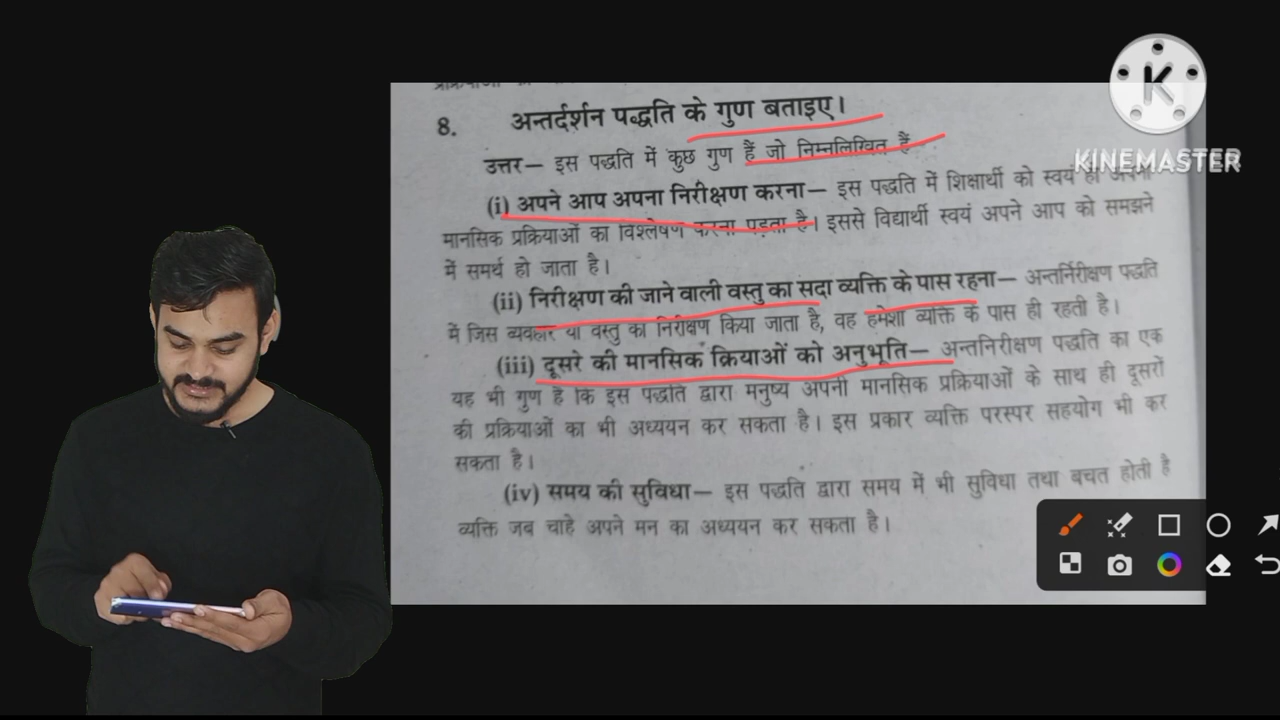 8. अन्तर्दर्शन पद्धति के गुण बताइए।
उत्तर— इस पद्धति में कुछ गुण हैं जो निम्नलिखित हैं
(i) अपने आप अपना निरीक्षण करना— इस पद्धति में शिक्षार्थी को स्वयं ही अपनी
मानसिक प्रक्रियाओं का विश्लेषण करना पड़ता है। इससे विद्यार्थी स्वयं अपने आप को समझने
में समर्थ हो जाता है।
(ii) निरीक्षण की जाने वाली वस्तु का सदा व्यक्ति के पास रहना— अन्तर्निरीक्षण पद्धति
में जिस व्यवहार या वस्तु का निरीक्षण किया जाता है, वह हमेशा व्यक्ति के पास ही रहती है।
(iii) दूसरे की मानसिक क्रियाओं को अनुभूति— अन्तनिरीक्षण पद्धति का एक
यह भी गुण है कि इस पद्धति द्वारा मनुष्य अपनी मानसिक प्रक्रियाओं के साथ ही दूसरों
की प्रक्रियाओं का भी अध्ययन कर सकता है। इस प्रकार व्यक्ति परस्पर सहयोग भी कर
सकता है।
(iv) समय की सुविधा— इस पद्धति द्वारा समय में भी सुविधा तथा बचत होती है
व्यक्ति जब चाहे अपने मन का अध्ययन कर सकता है।
K
KINEMASTER